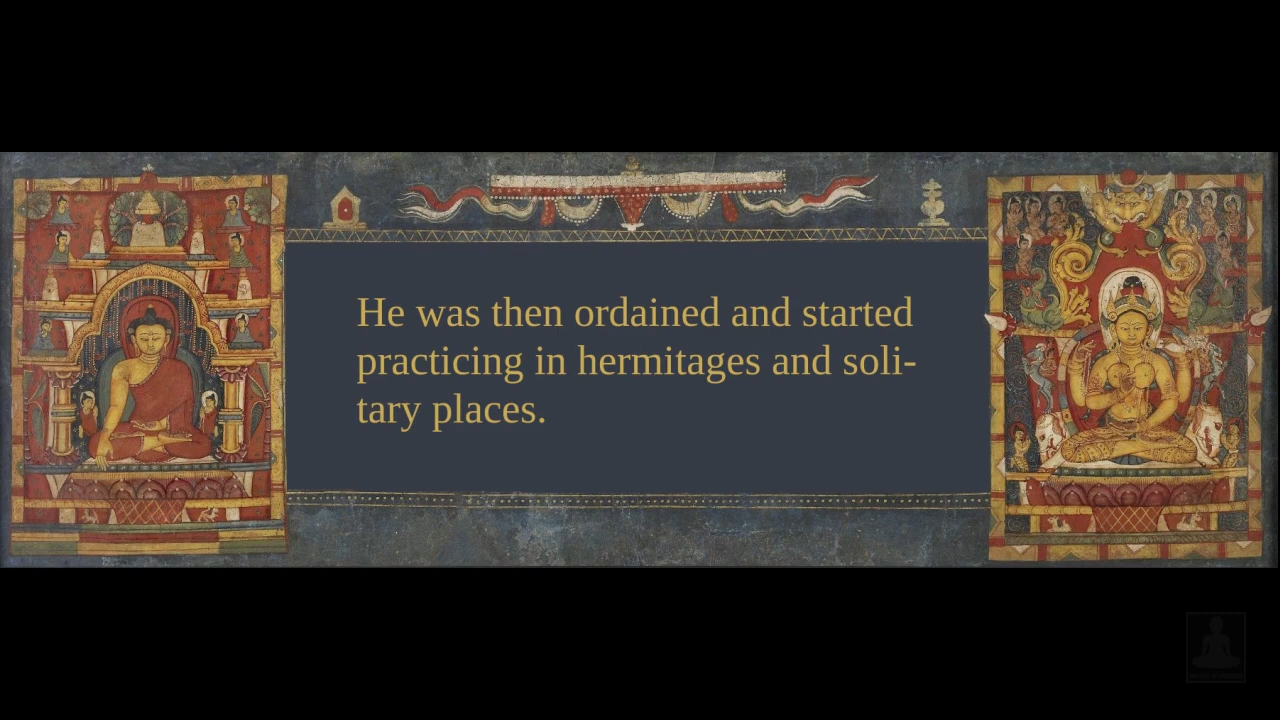 He was then ordained and started
practicing in hermitages and soli-
tary places.